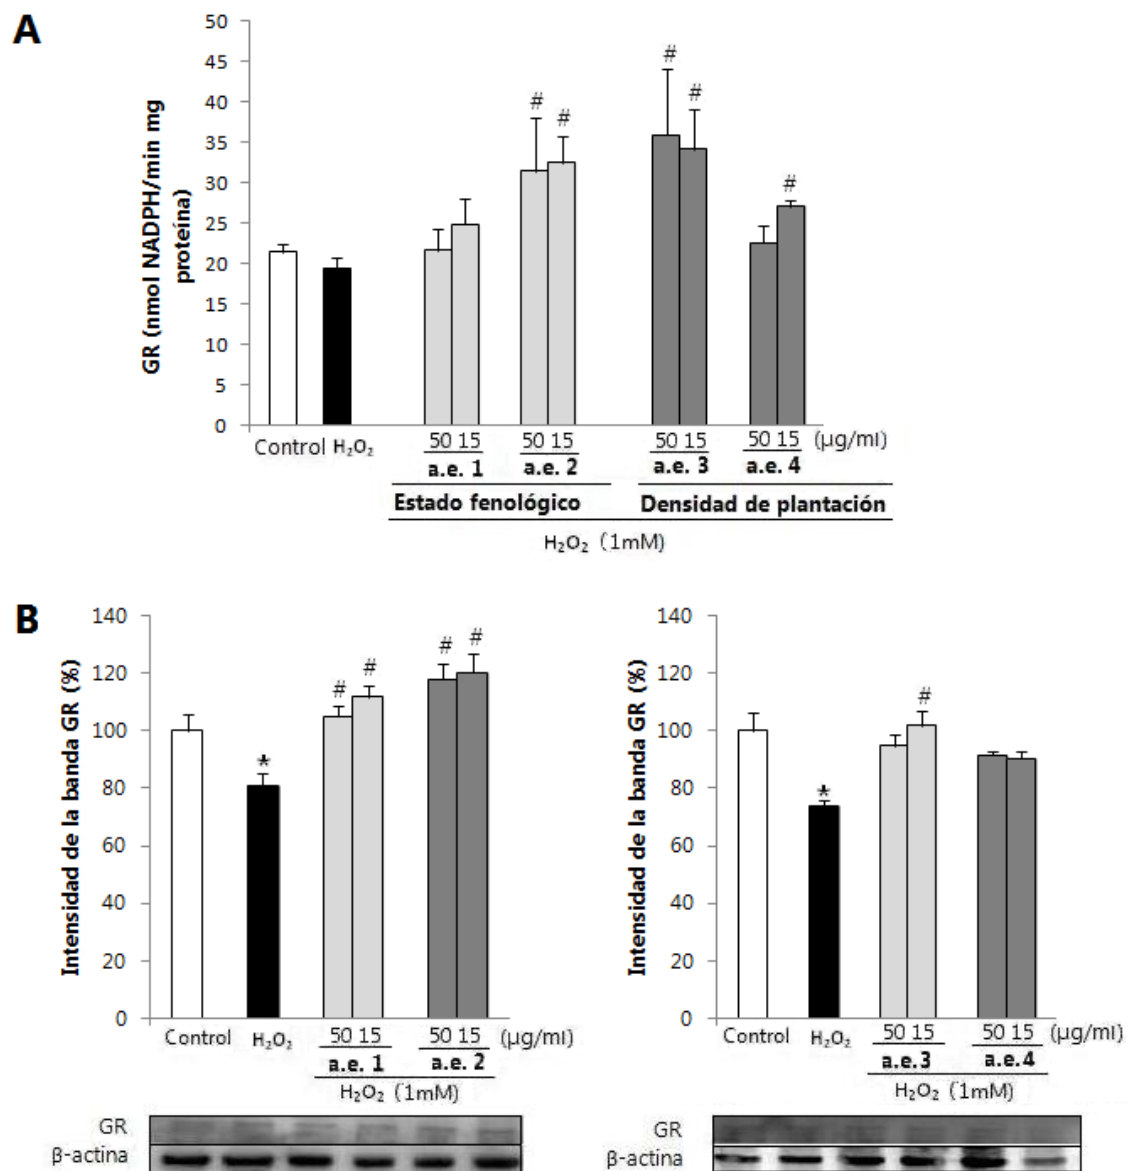 A
GR (nmol NADPH/min mg
proteína)
50
45
40
35
30
25
20
15
10
5
0
# # # # #
Control H₂O₂ 50 15 50 15 50 15 50 15 (µg/ml)
a.e. 1 a.e. 2 a.e. 3 a.e. 4
Estado fenológico Densidad de plantación
H₂O₂ (1mM)
B
Intensidad de la banda GR (%)
140
120
100
80
60
40
20
0
* # # # #
Control H₂O₂ 50 15 50 15 (µg/ml)
a.e. 1 a.e. 2
H₂O₂ (1mM)
GR
β-actina
Intensidad de la banda GR (%)
140
120
100
80
60
40
20
0
* #
Control H₂O₂ 50 15 50 15 (µg/ml)
a.e.3 a.e.4
H₂O₂ (1mM)
GR
β-actina